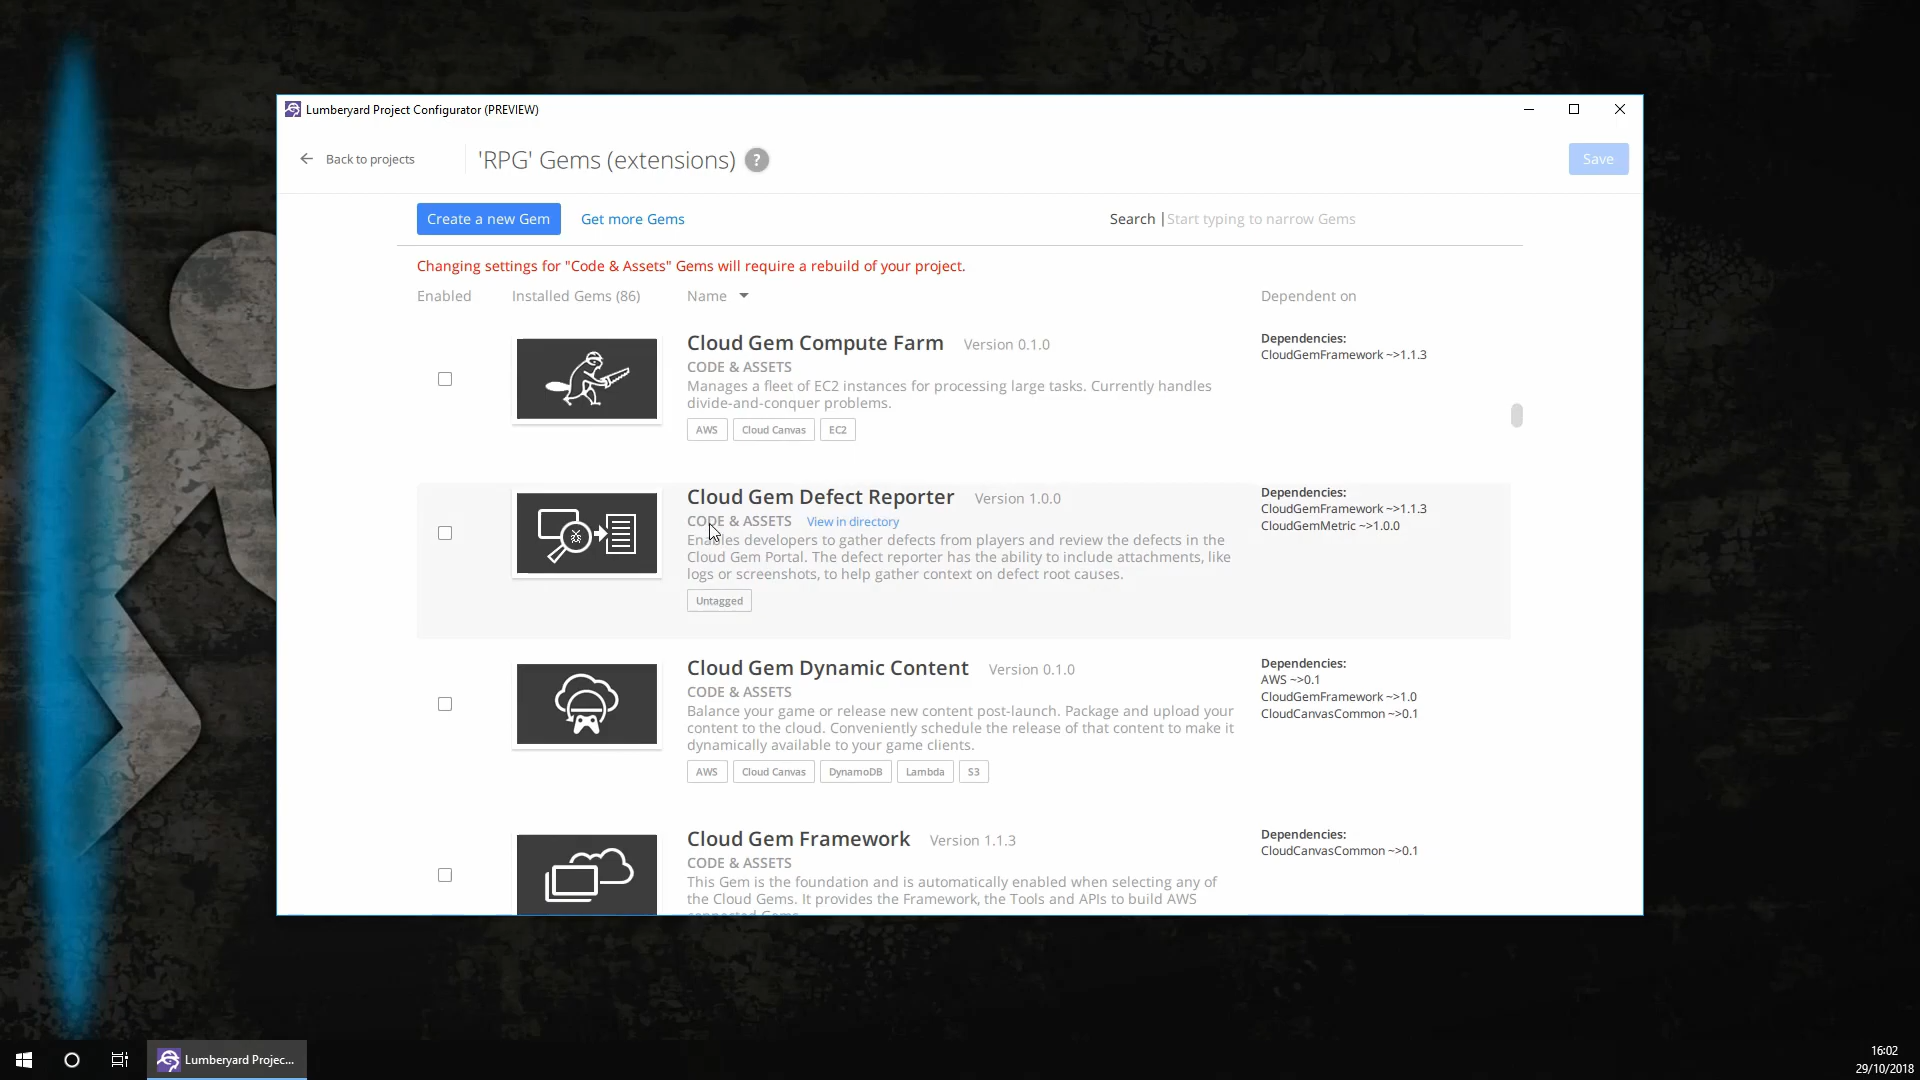 Lumberyard Project Configurator (PREVIEW)
Back to projects
'RPG' Gems (extensions) ?
Save
Create a new Gem
Get more Gems
Search
Start typing to narrow Gems
Changing settings for "Code & Assets" Gems will require a rebuild of your project.
Enabled
Installed Gems (86)
Name
Dependent on
Cloud Gem Compute Farm Version 0.1.0
CODE & ASSETS
Manages a fleet of EC2 instances for processing large tasks. Currently handles
divide-and-conquer problems.
AWS
Cloud Canvas
EC2
Dependencies:
CloudGemFramework ~>1.1.3
Cloud Gem Defect Reporter Version 1.0.0
CODE & ASSETS View in directory
Enables developers to gather defects from players and review the defects in the
Cloud Gem Portal. The defect reporter has the ability to include attachments, like
logs or screenshots, to help gather context on defect root causes.
Untagged
Dependencies:
CloudGemFramework ~>1.1.3
CloudGemMetric ~>1.0.0
Cloud Gem Dynamic Content Version 0.1.0
CODE & ASSETS
Balance your game or release new content post-launch. Package and upload your
content to the cloud. Conveniently schedule the release of that content to make it
dynamically available to your game clients.
AWS
Cloud Canvas
DynamoDB
Lambda
S3
Dependencies:
AWS ~>0.1
CloudGemFramework ~>1.0
CloudCanvasCommon ~>0.1
Cloud Gem Framework Version 1.1.3
CODE & ASSETS
This Gem is the foundation and is automatically enabled when selecting any of
the Cloud Gems. It provides the Framework, the Tools and APIs to build AWS
Dependencies:
CloudCanvasCommon ~>0.1
Lumberyard Projec...
16:02
29/10/2018